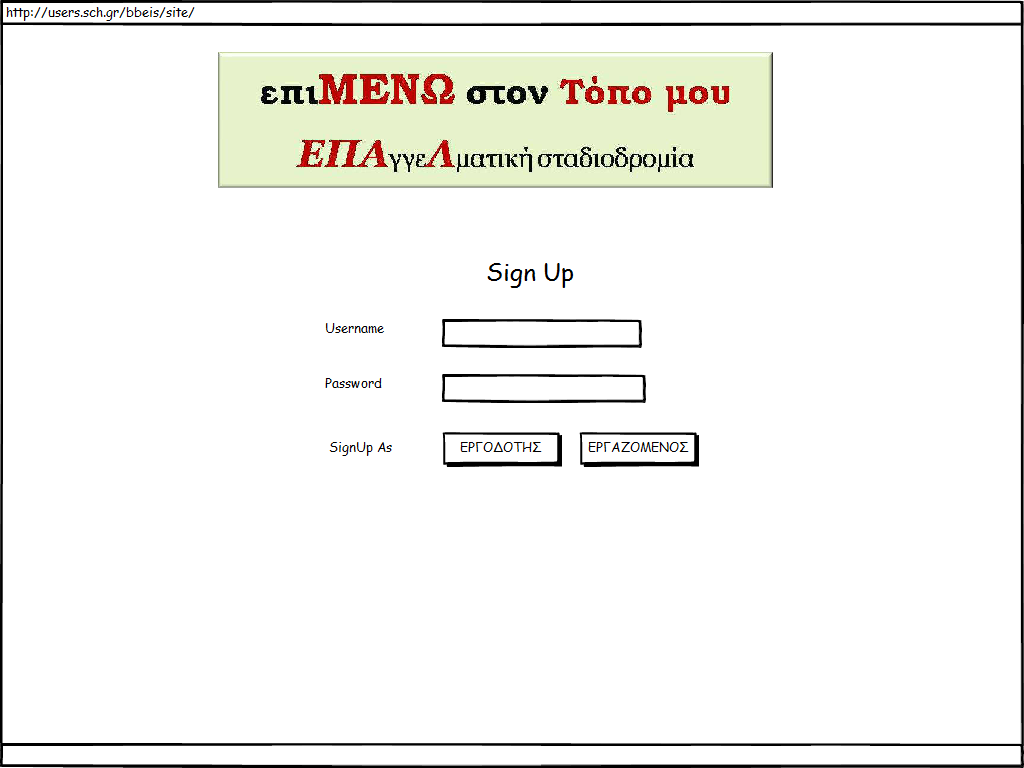 http://users.sch.gr/bbeis/site/
επιΜΕΝΩ στον Τόπο μου
ΕΠΑγγεΛματική σταδιοδρομία
Sign Up
Username
Password
SignUp As ΕΡΓΟΔΟΤΗΣ ΕΡΓΑΖΟΜΕΝΟΣ